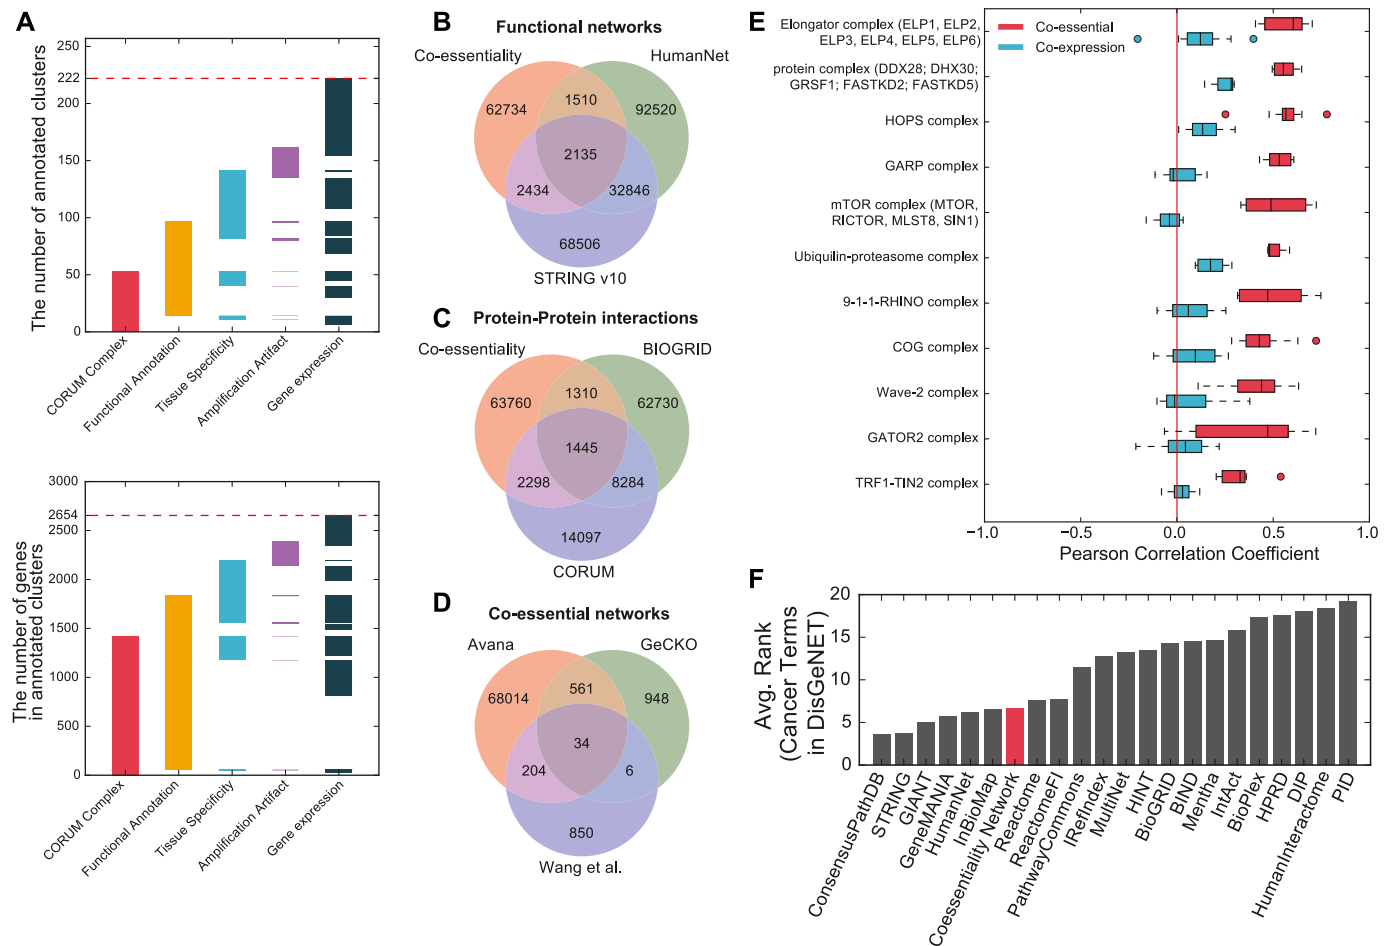 A
The number of annotated clusters
250
222
200
150
100
50
0
CORUM Complex
Functional Annotation
Tissue Specificity
Amplification Artifact
Gene expression
The number of genes
in annotated clusters
3000
2654
2500
2000
1500
1000
500
0
CORUM Complex
Functional Annotation
Tissue Specificity
Amplification Artifact
Gene expression
B
Functional networks
Co-essentiality
HumanNet
62734
1510
92520
2135
2434
32846
68506
STRING v10
C
Protein-Protein interactions
Co-essentiality
BIOGRID
63760
1310
62730
1445
2298
8284
14097
CORUM
D
Co-essential networks
Avana
GeCKO
68014
561
948
34
204
6
850
Wang et al.
E
Co-essential
Co-expression
Elongator complex (ELP1, ELP2,
ELP3, ELP4, ELP5, ELP6)
protein complex (DDX28; DHX30;
GRSF1; FASTKD2; FASTKD5)
HOPS complex
GARP complex
mTOR complex (MTOR,
RICTOR, MLST8, SIN1)
Ubiquilin-proteasome complex
9-1-1-RHINO complex
COG complex
Wave-2 complex
GATOR2 complex
TRF1-TIN2 complex
−1.0
−0.5
0.0
0.5
1.0
Pearson Correlation Coefficient
F
Avg. Rank
(Cancer Terms
in DisGeNET)
20
15
10
5
0
ConsensusPathDB
STRING
GIANT
GeneMANIA
HumanNet
InBioMap
Coessentiality Network
Reactome
ReactomeFI
PathwayCommons
IRefIndex
MultiNet
HINT
BioGRID
BIND
Mentha
IntAct
BioPlex
HPRD
DIP
HumanInteractome
PID